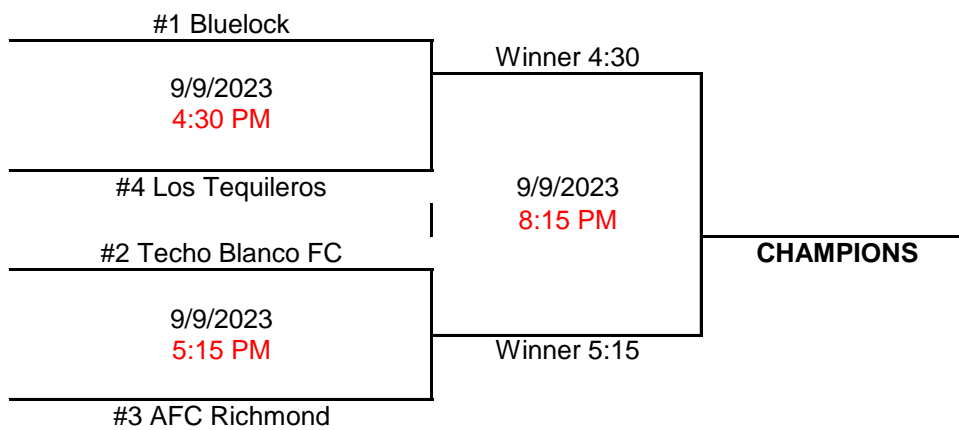 #1 Bluelock
9/9/2023
4:30 PM
#4 Los Tequileros
#2 Techo Blanco FC
9/9/2023
5:15 PM
#3 AFC Richmond
Winner 4:30
9/9/2023
8:15 PM
Winner 5:15
CHAMPIONS